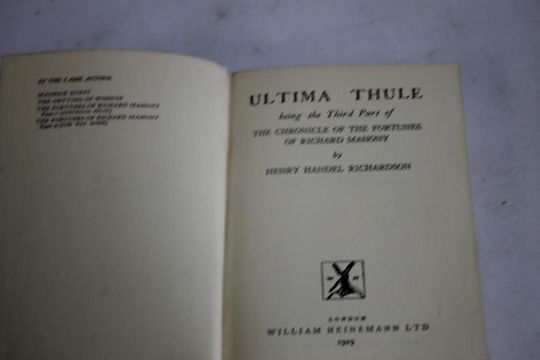 BY THE SAME AUTHOR
MAURICE GUEST
THE GETTING OF WISDOM
THE FORTUNES OF RICHARD MAHONY
THE FORTUNES OF RICHARD MAHONY
ULTIMA THULE
being the Third Part of
THE CHRONICLE OF THE FORTUNES
OF RICHARD MAHONY
by
HENRY HANDEL RICHARDSON
LONDON
WILLIAM HEINEMANN LTD
1929